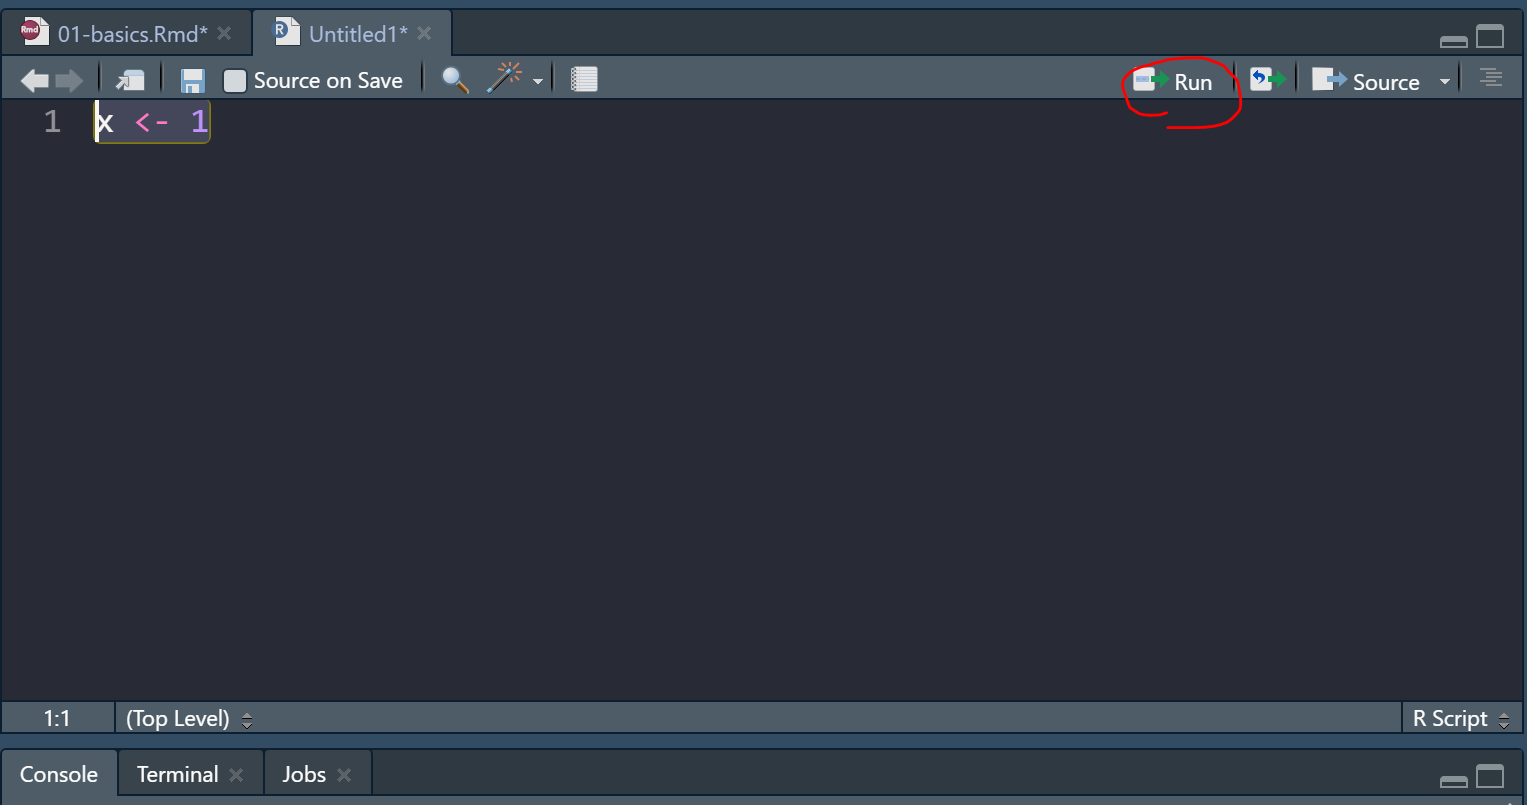 Rmd 01-basics.Rmd* R Untitled1*
Source on Save Run Source
1 x <- 1
1:1 (Top Level) R Script
Console Terminal Jobs